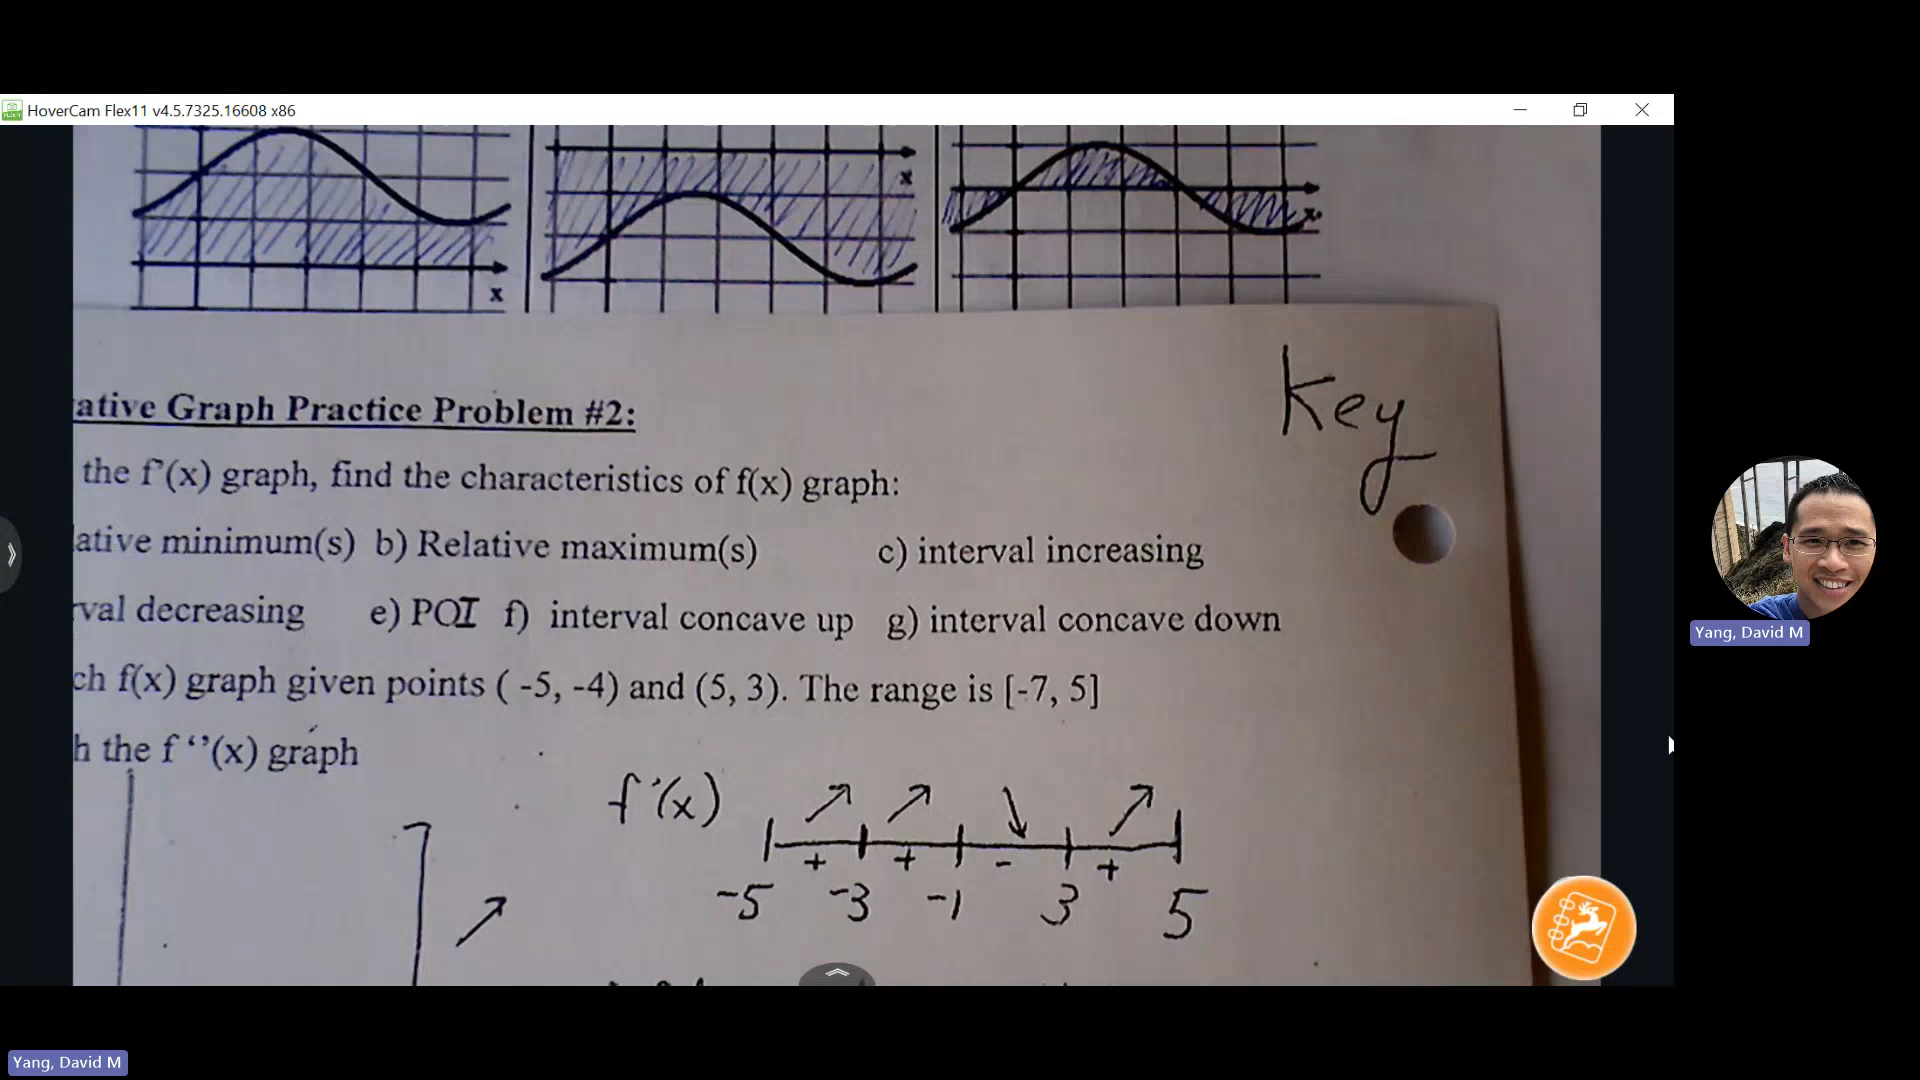 HoverCam Flex11 v4.5.7325.16608 x86
x
x
x
ative Graph Practice Problem #2:
Key
the f'(x) graph, find the characteristics of f(x) graph:
lative minimum(s) b) Relative maximum(s) c) interval increasing
rval decreasing e) POI f) interval concave up g) interval concave down
ch f(x) graph given points ( -5, -4) and (5, 3). The range is [-7, 5]
h the f ‘’(x) graph
f'(x)
+ + - +
-5 -3 -1 3 5
Yang, David M
Yang, David M